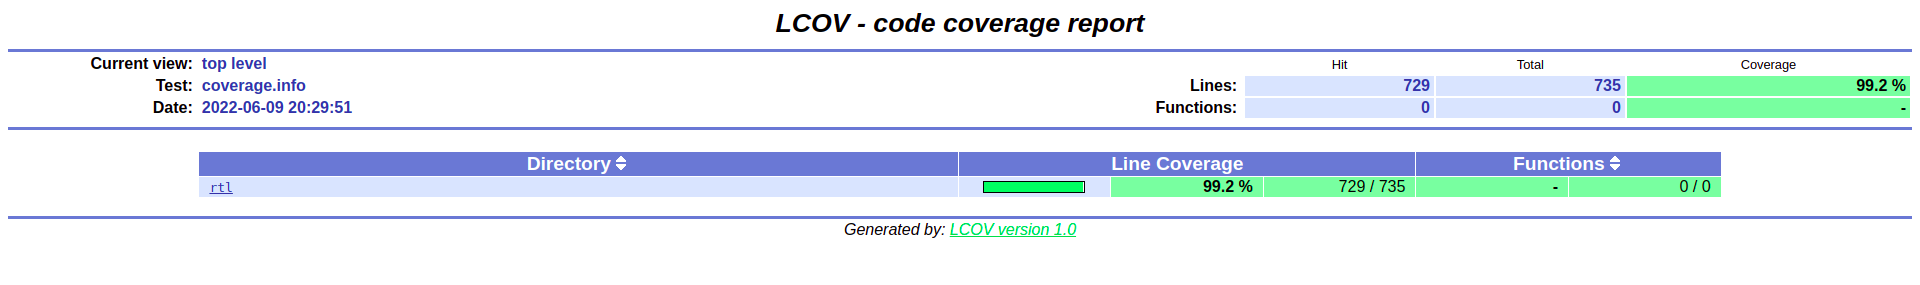 LCOV - code coverage report
Current view: top level Hit Total Coverage
Test: coverage.info Lines: 729 735 99.2 %
Date: 2022-06-09 20:29:51 Functions: 0 0 -
Directory Line Coverage Functions
rtl 99.2 % 729 / 735 - 0 / 0
Generated by: LCOV version 1.0